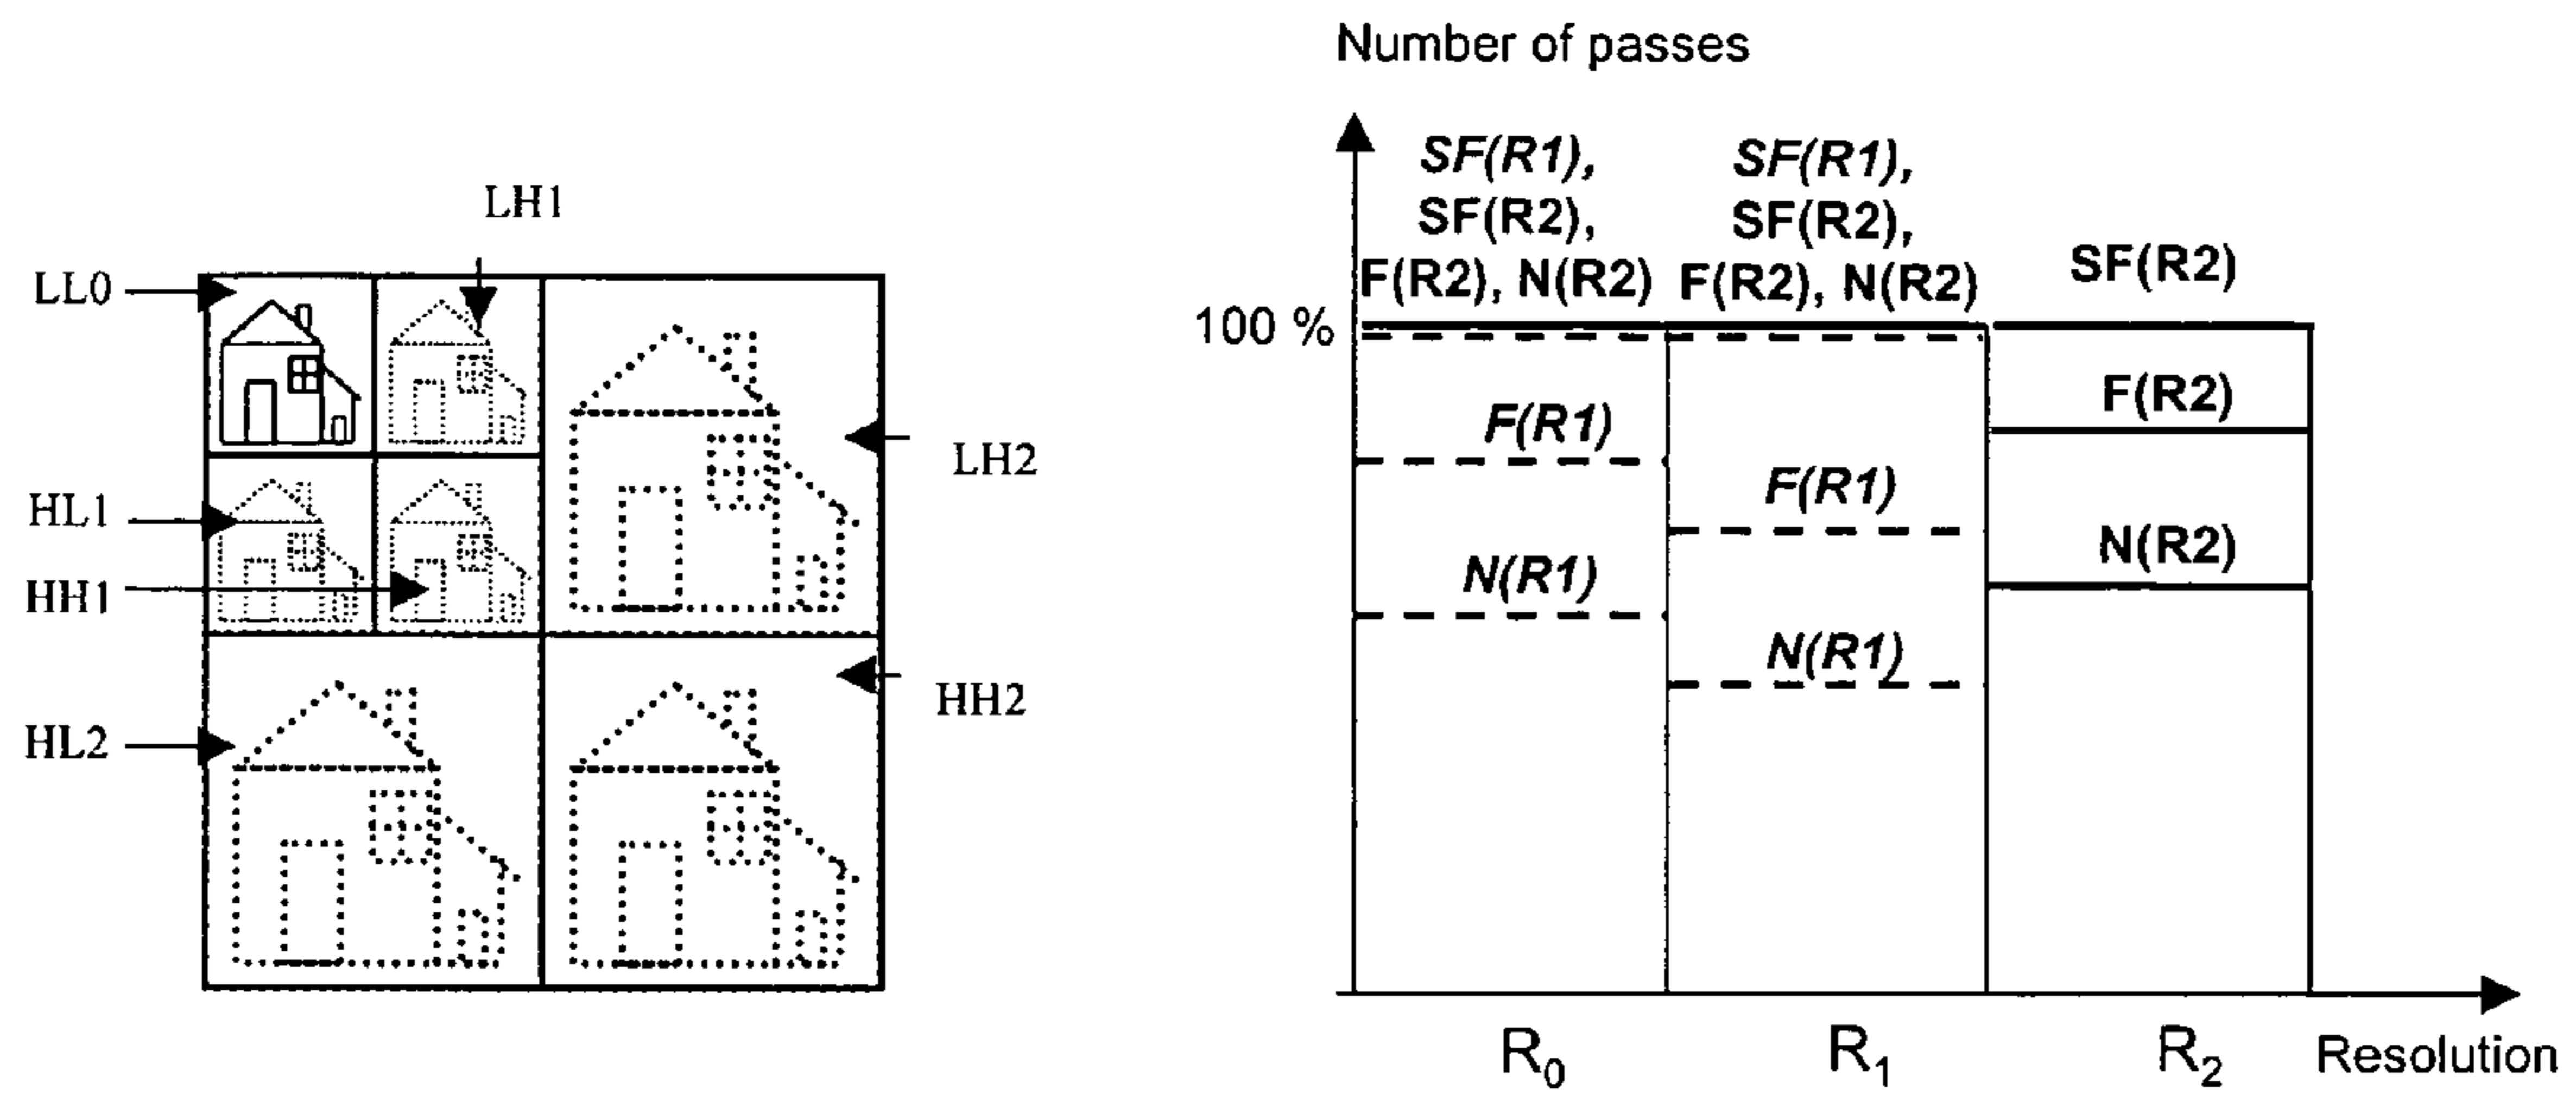 LH1
LL0
HL1
HH1
HL2
LH2
HH2
Number of passes
SF(R1),
SF(R2),
F(R2), N(R2)
SF(R1),
SF(R2),
F(R2), N(R2)
SF(R2)
100 %
F(R1)
N(R1)
F(R1)
N(R1)
F(R2)
N(R2)
R0
R1
R2
Resolution